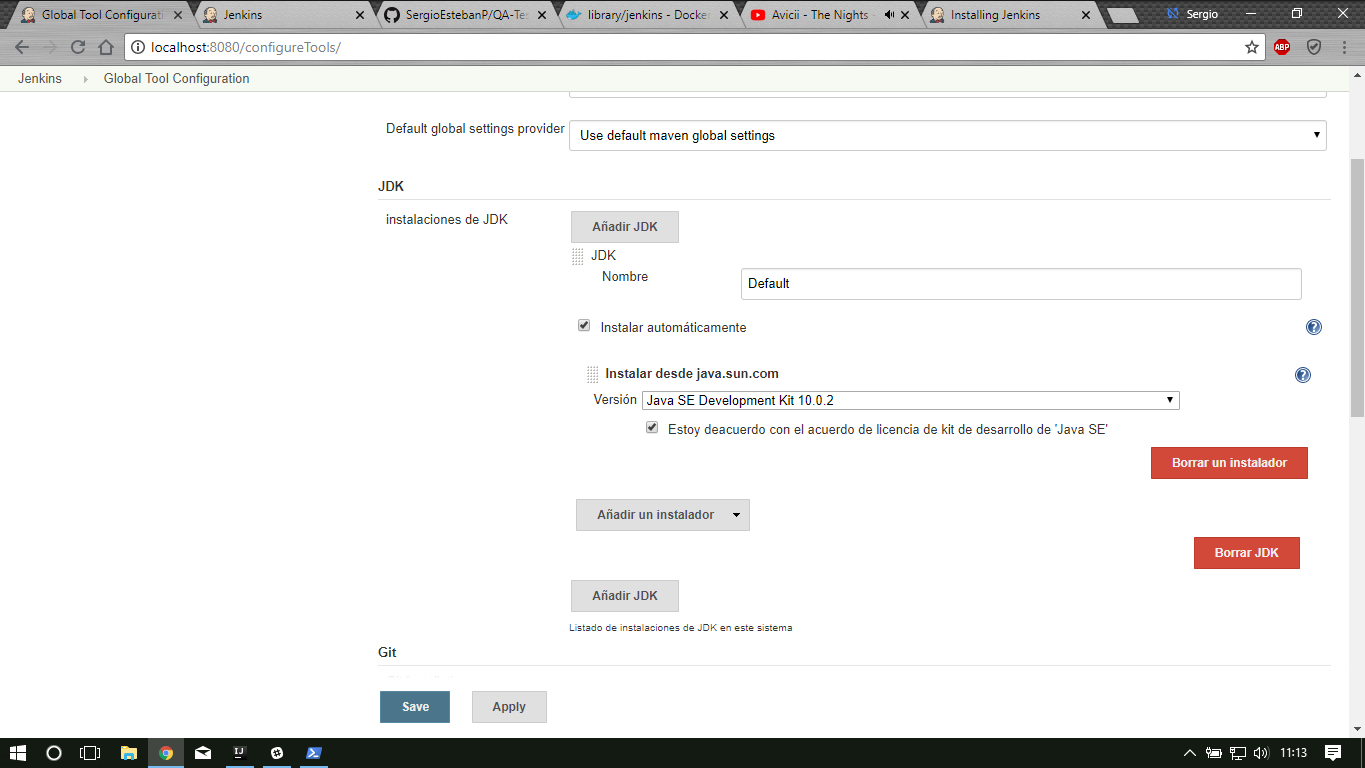 Global Tool Configurati
Jenkins
SergioEstebanP/QA-Tes
library/jenkins - Docker
Avicii - The Nights
Installing Jenkins
Sergio
localhost:8080/configureTools/
ABP
Jenkins
Global Tool Configuration
Default global settings provider
Use default maven global settings
JDK
instalaciones de JDK
Añadir JDK
JDK
Nombre
Default
Instalar automáticamente
Instalar desde java.sun.com
Versión
Java SE Development Kit 10.0.2
Estoy deacuerdo con el acuerdo de licencia de kit de desarrollo de 'Java SE'
Borrar un instalador
Añadir un instalador
Borrar JDK
Añadir JDK
Listado de instalaciones de JDK en este sistema
Git
Save
Apply
IJ
11:13